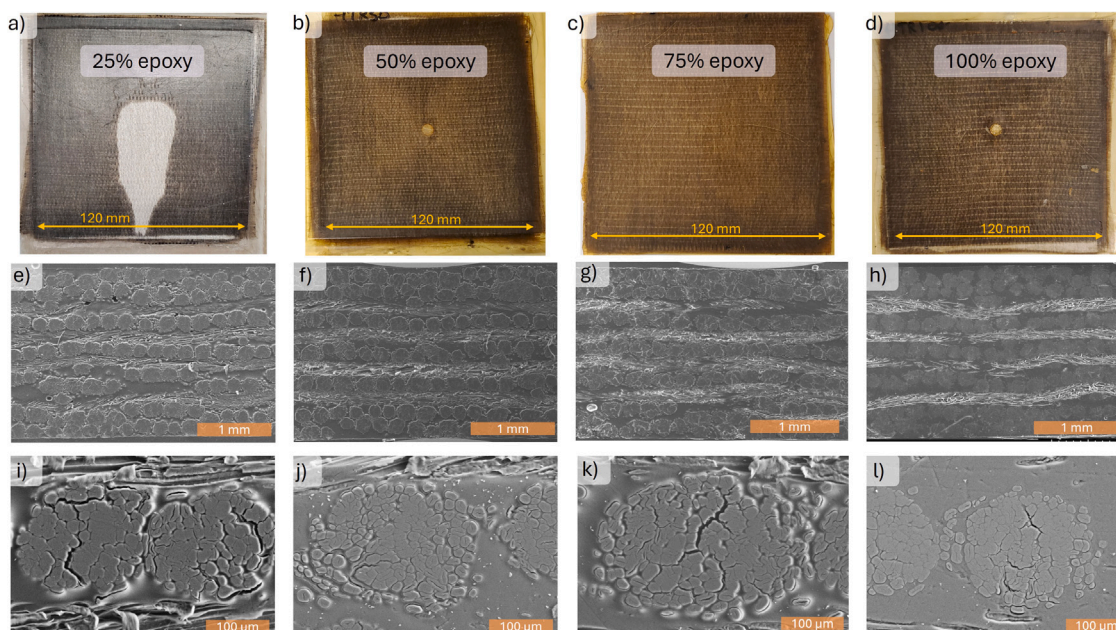 a)
25% epoxy
120 mm
b)
50% epoxy
120 mm
c)
75% epoxy
120 mm
d)
100% epoxy
120 mm
e)
1 mm
f)
1 mm
g)
1 mm
h)
1 mm
i)
100 µm
j)
100 µm
k)
100 µm
l)
100 µm